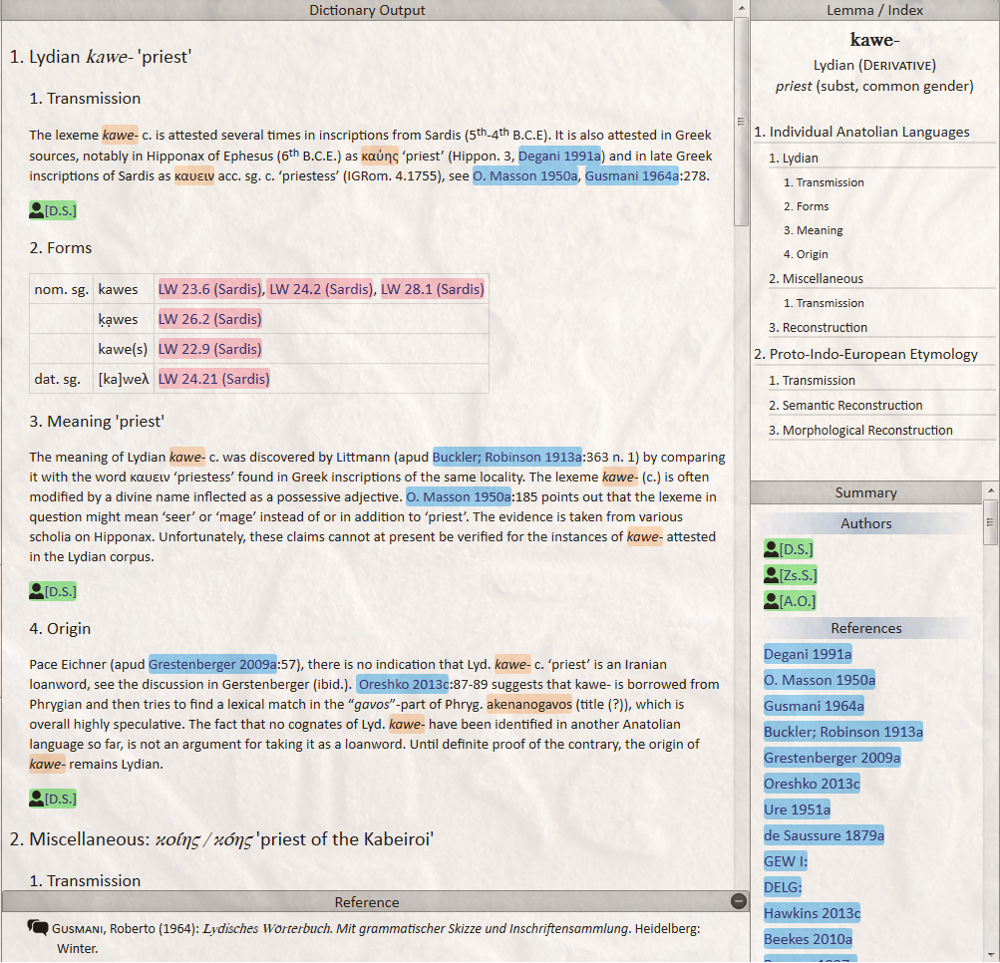 Dictionary Output
1. Lydian kawe- 'priest'
1. Transmission
The lexeme kawe- c. is attested several times in inscriptions from Sardis (5th-4th B.C.E). It is also attested in Greek
sources, notably in Hipponax of Ephesus (6th B.C.E.) as καύης ‘priest’ (Hippon. 3, Degani 1991a) and in late Greek
inscriptions of Sardis as καυειν acc. sg. c. ‘priestess’ (IGRom. 4.1755), see O. Masson 1950a, Gusmani 1964a:278.
[D.S.]
2. Forms
nom. sg. kawes LW 23.6 (Sardis), LW 24.2 (Sardis), LW 28.1 (Sardis)
ḳạwes LW 26.2 (Sardis)
kawe(s) LW 22.9 (Sardis)
dat. sg. [ka]weλ LW 24.21 (Sardis)
3. Meaning 'priest'
The meaning of Lydian kawe- c. was discovered by Littmann (apud Buckler; Robinson 1913a:363 n. 1) by comparing
it with the word καυειν ‘priestess’ found in Greek inscriptions of the same locality. The lexeme kawe- (c.) is often
modified by a divine name inflected as a possessive adjective. O. Masson 1950a:185 points out that the lexeme in
question might mean ‘seer’ or ‘mage’ instead of or in addition to ‘priest’. The evidence is taken from various
scholia on Hipponax. Unfortunately, these claims cannot at present be verified for the instances of kawe- attested
in the Lydian corpus.
[D.S.]
4. Origin
Pace Eichner (apud Grestenberger 2009a:57), there is no indication that Lyd. kawe- c. ‘priest’ is an Iranian
loanword, see the discussion in Gerstenberger (ibid.). Oreshko 2013c:87-89 suggests that kawe- is borrowed from
Phrygian and then tries to find a lexical match in the “gavos”-part of Phryg. akenanogavos (title (?)), which is
overall highly speculative. The fact that no cognates of Lyd. kawe- have been identified in another Anatolian
language so far, is not an argument for taking it as a loanword. Until definite proof of the contrary, the origin of
kawe- remains Lydian.
[D.S.]
2. Miscellaneous: κοίης / κόης 'priest of the Kabeiroi'
1. Transmission
Reference
GUSMANI, Roberto (1964): Lydisches Wörterbuch. Mit grammatischer Skizze und Inschriftensammlung. Heidelberg:
Winter.
Lemma / Index
kawe-
Lydian (DERIVATIVE)
priest (subst, common gender)
1. Individual Anatolian Languages
1. Lydian
1. Transmission
2. Forms
3. Meaning
4. Origin
2. Miscellaneous
1. Transmission
3. Reconstruction
2. Proto-Indo-European Etymology
1. Transmission
2. Semantic Reconstruction
3. Morphological Reconstruction
Summary
Authors
[D.S.]
[Zs.S.]
[A.O.]
References
Degani 1991a
O. Masson 1950a
Gusmani 1964a
Buckler; Robinson 1913a
Grestenberger 2009a
Oreshko 2013c
Ure 1951a
de Saussure 1879a
GEW I:
DELG:
Hawkins 2013c
Beekes 2010a